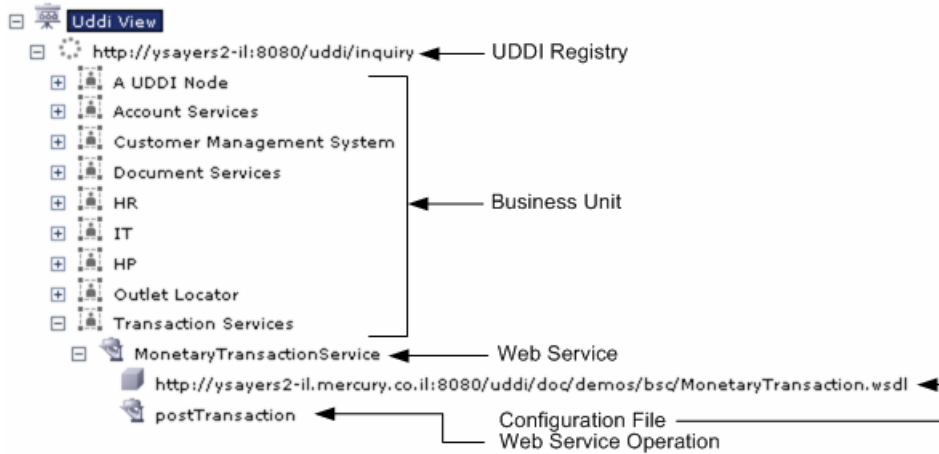 Uddi View
http://ysayers2-il:8080/uddi/inquiry UDDI Registry
A UDDI Node
Account Services
Customer Management System
Document Services
HR Business Unit
IT
HP
Outlet Locator
Transaction Services
MonetaryTransactionService Web Service
http://ysayers2-il.mercury.co.il:8080/uddi/doc/demos/bsc/MonetaryTransaction.wsdl
postTransaction Configuration File
Web Service Operation